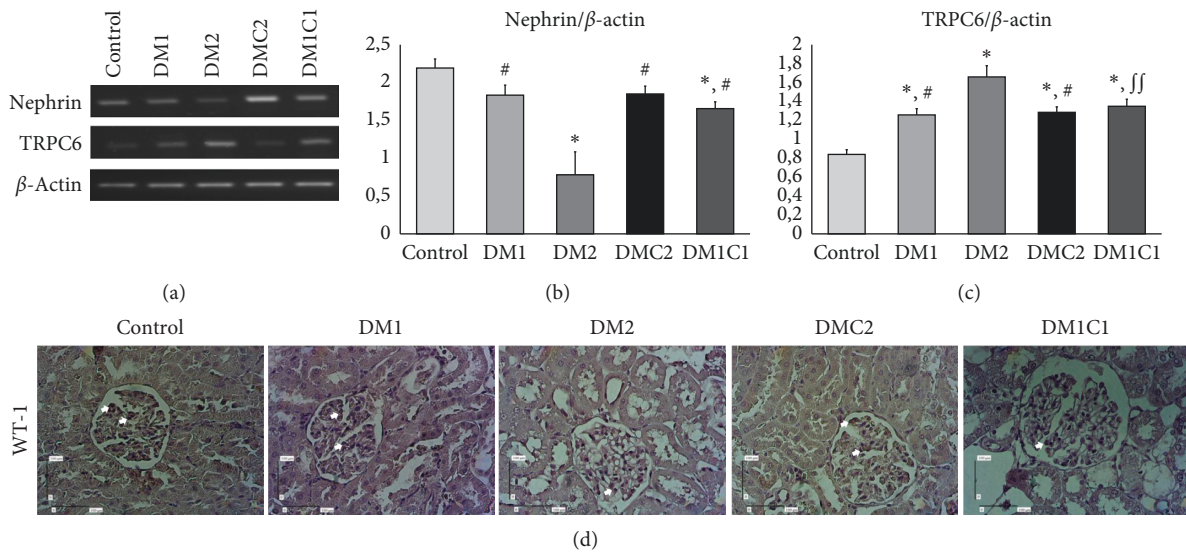 Control DM1 DM2 DMC2 DM1C1
Nephrin
TRPC6
β-Actin
(a)
Nephrin/β-actin
2,5
2
1,5
1
0,5
0
#
*
#
*, #
Control DM1 DM2 DMC2 DM1C1
(b)
TRPC6/β-actin
2
1,8
1,6
1,4
1,2
1
0,8
0,6
0,4
0,2
0
*, #
*
*, #
*, ∫∫
Control DM1 DM2 DMC2 DM1C1
(c)
Control DM1 DM2 DMC2 DM1C1
WT-1
(d)